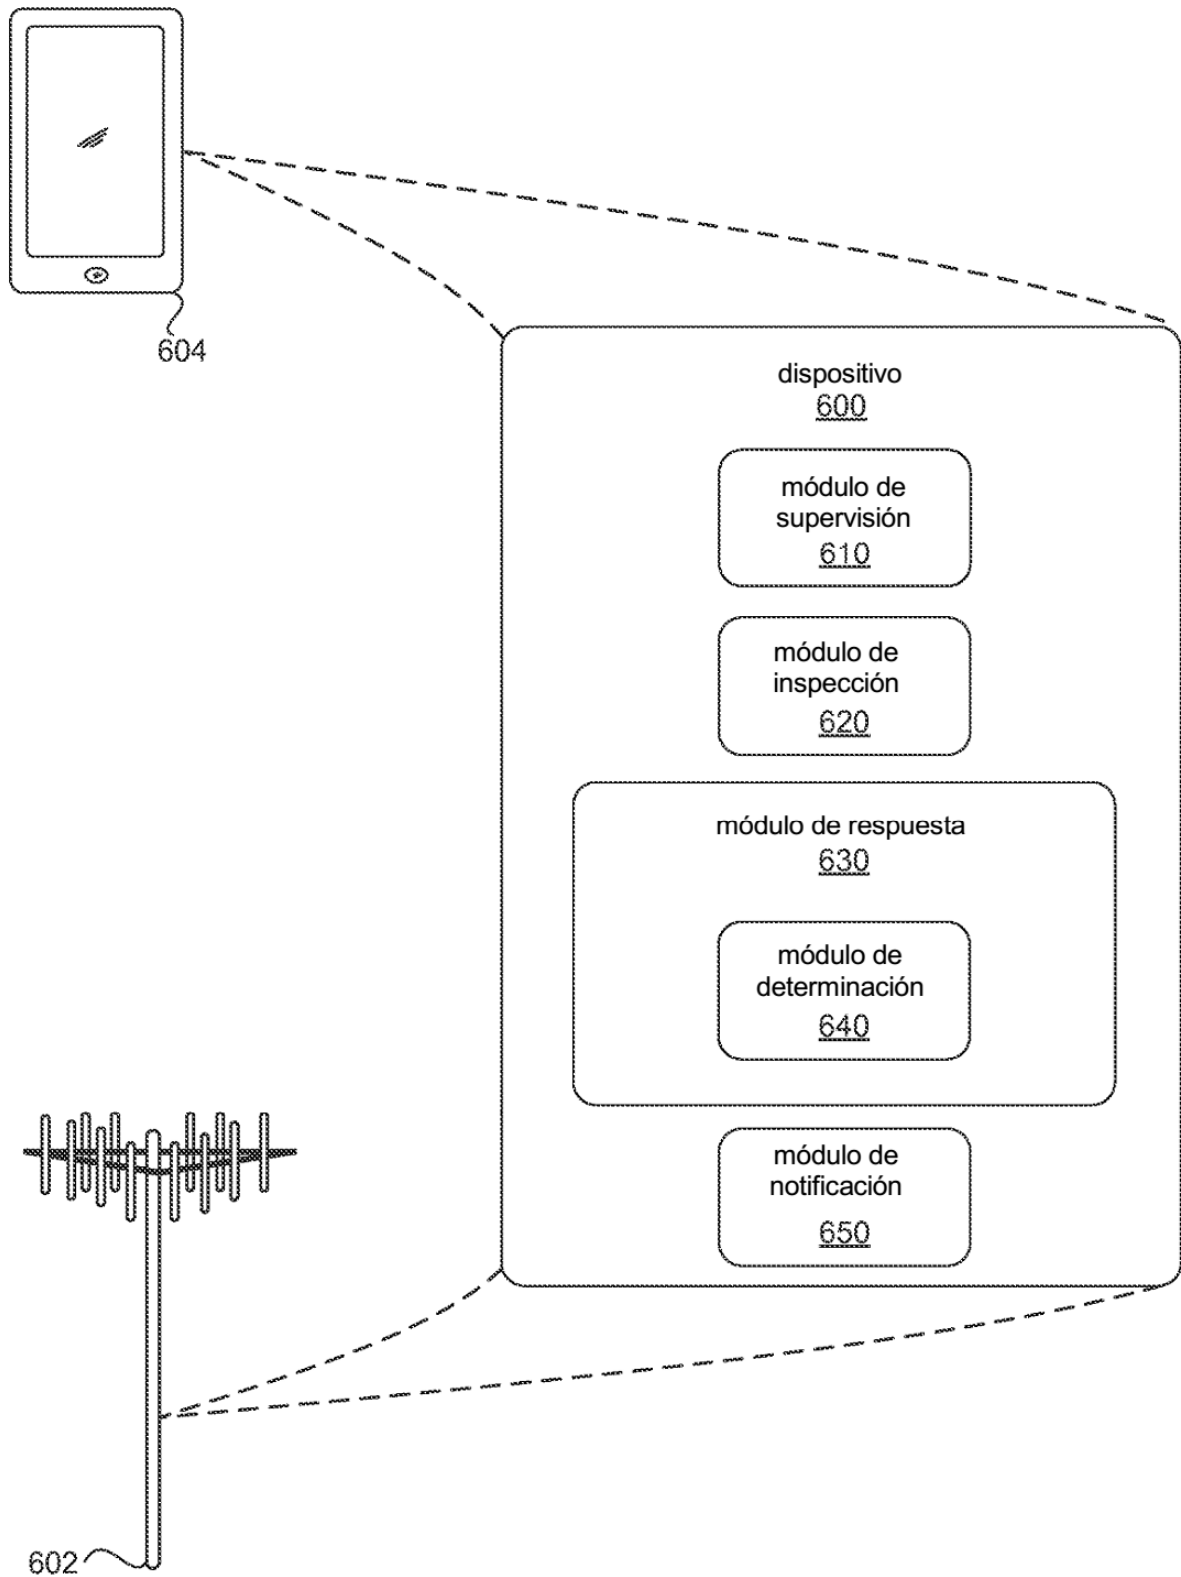 604
dispositivo
600
módulo de
supervisión
610
módulo de
inspección
620
módulo de respuesta
630
módulo de
determinación
640
módulo de
notificación
650
602